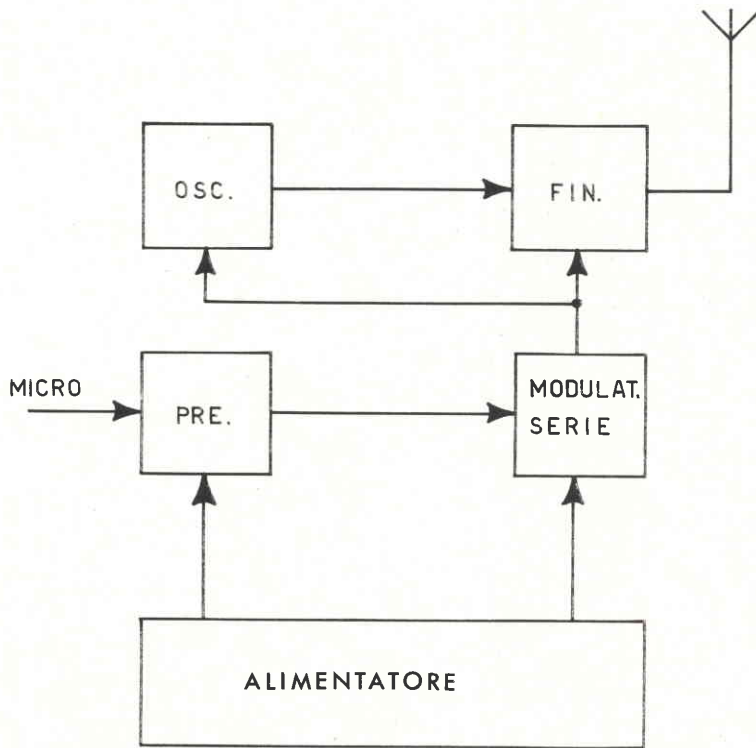 OSC.
FIN.
MICRO
PRE.
MODULAT.
SERIE
ALIMENTATORE